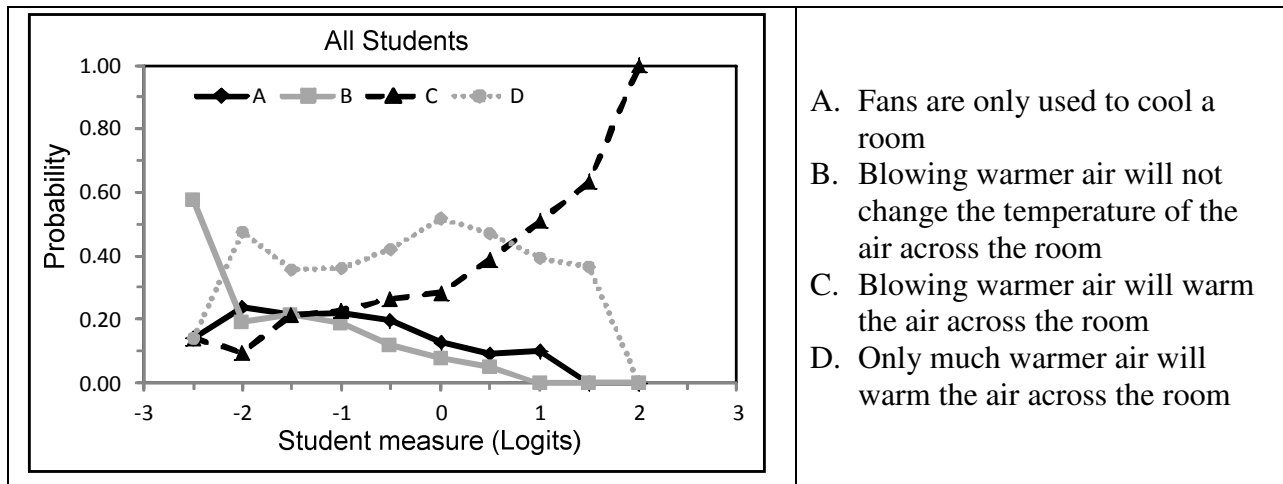 All Students
1.00
A B C D
0.80
0.60
0.40
0.20
0.00
Probability
-3 -2 -1 0 1 2 3
Student measure (Logits)
A. Fans are only used to cool a
room
B. Blowing warmer air will not
change the temperature of the
air across the room
C. Blowing warmer air will warm
the air across the room
D. Only much warmer air will
warm the air across the room